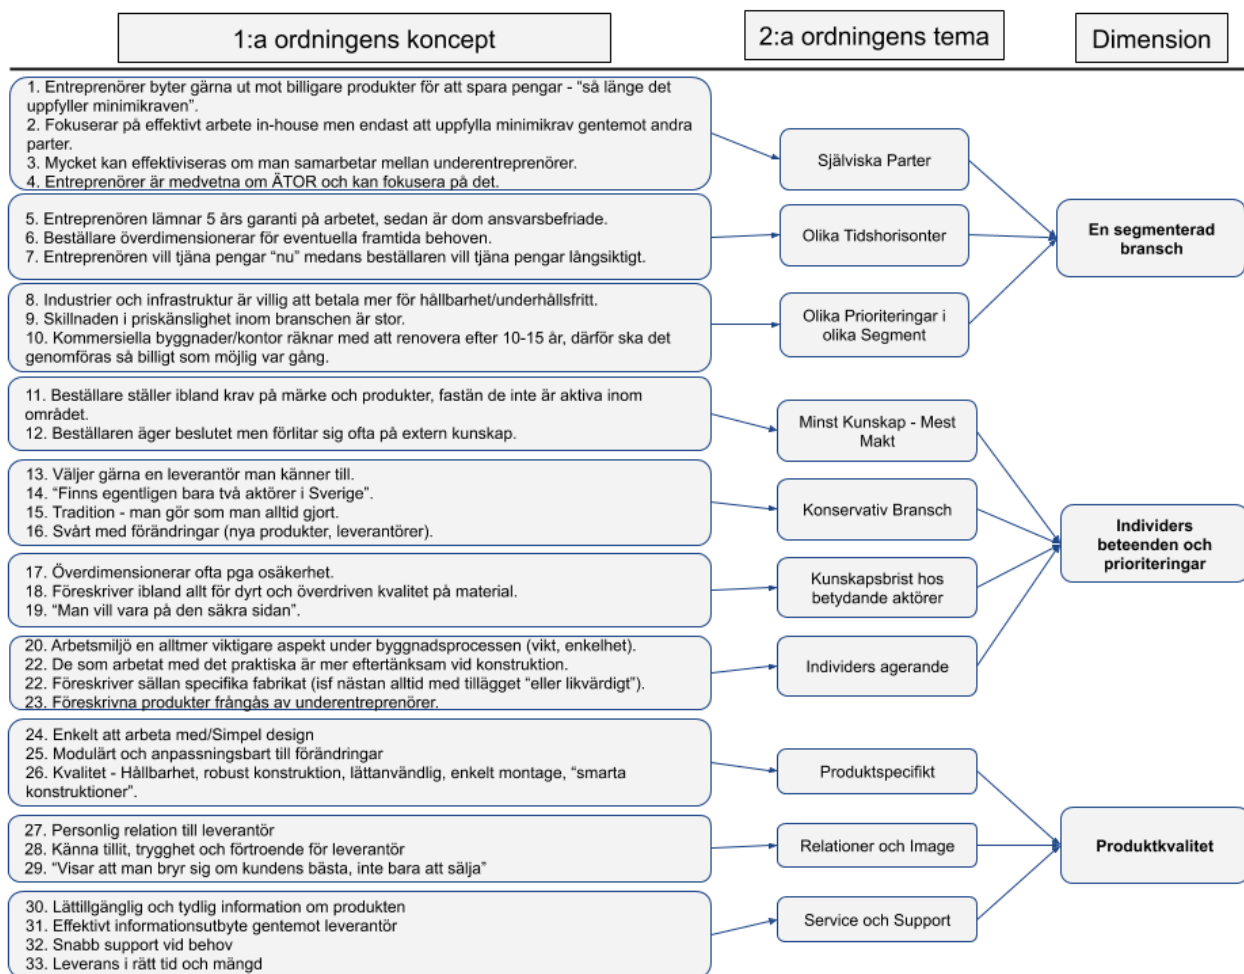 1:a ordningens koncept
2:a ordningens tema
Dimension
1. Entreprenörer byter gärna ut mot billigare produkter för att spara pengar - “så länge det
uppfyller minimikraven”.
2. Fokuserar på effektivt arbete in-house men endast att uppfylla minimikrav gentemot andra
parter.
3. Mycket kan effektiviseras om man samarbetar mellan underentreprenörer.
4. Entreprenörer är medvetna om ÄTOR och kan fokusera på det.
Själviska Parter
5. Entreprenören lämnar 5 års garanti på arbetet, sedan är dom ansvarsbefriade.
6. Beställare överdimensionerar för eventuella framtida behoven.
7. Entreprenören vill tjäna pengar “nu” medans beställaren vill tjäna pengar långsiktigt.
Olika Tidshorisonter
8. Industrier och infrastruktur är villig att betala mer för hållbarhet/underhållsfritt.
9. Skillnaden i priskänslighet inom branschen är stor.
10. Kommersiella byggnader/kontor räknar med att renovera efter 10-15 år, därför ska det
genomföras så billigt som möjlig var gång.
Olika Prioriteringar i
olika Segment
En segmenterad
bransch
11. Beställare ställer ibland krav på märke och produkter, fastän de inte är aktiva inom
området.
12. Beställaren äger beslutet men förlitar sig ofta på extern kunskap.
Minst Kunskap - Mest
Makt
13. Väljer gärna en leverantör man känner till.
14. “Finns egentligen bara två aktörer i Sverige”.
15. Tradition - man gör som man alltid gjort.
16. Svårt med förändringar (nya produkter, leverantörer).
Konservativ Bransch
17. Överdimensionerar ofta pga osäkerhet.
18. Föreskriver ibland allt för dyrt och överdriven kvalitet på material.
19. “Man vill vara på den säkra sidan”.
Kunskapsbrist hos
betydande aktörer
20. Arbetsmiljö en alltmer viktigare aspekt under byggnadsprocessen (vikt, enkelhet).
22. De som arbetat med det praktiska är mer eftertänksam vid konstruktion.
22. Föreskriver sällan specifika fabrikat (isf nästan alltid med tillägget “eller likvärdigt”).
23. Föreskrivna produkter frångås av underentreprenörer.
Individers agerande
Individers
beteenden och
prioriteringar
24. Enkelt att arbeta med/Simpel design
25. Modulärt och anpassningsbart till förändringar
26. Kvalitet - Hållbarhet, robust konstruktion, lättanvändlig, enkelt montage, “smarta
konstruktioner”.
Produktspecifikt
27. Personlig relation till leverantör
28. Känna tillit, trygghet och förtroende för leverantör
29. “Visar att man bryr sig om kundens bästa, inte bara att sälja”
Relationer och Image
30. Lättillgänglig och tydlig information om produkten
31. Effektivt informationsutbyte gentemot leverantör
32. Snabb support vid behov
33. Leverans i rätt tid och mängd
Service och Support
Produktkvalitet